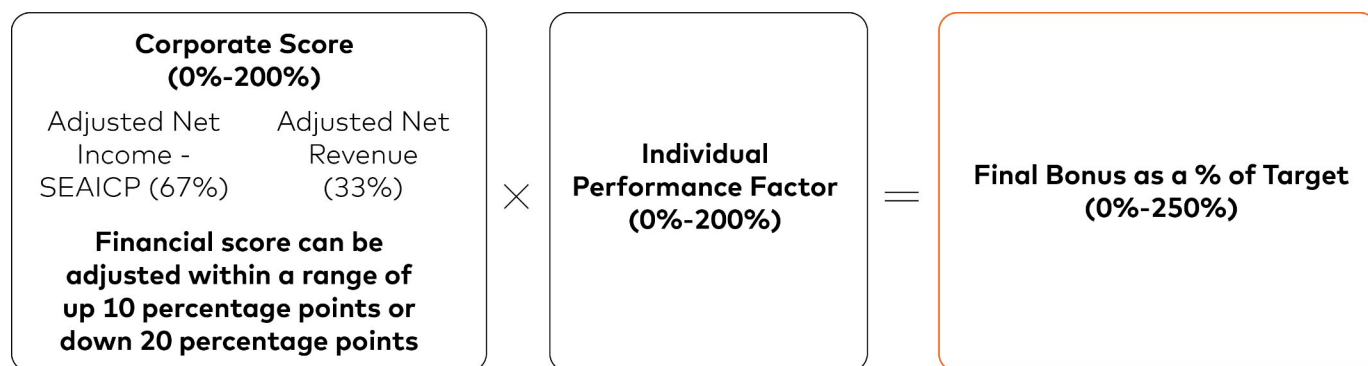 Corporate Score
(0%-200%)
Adjusted Net
Income -
SEAICP (67%)
Adjusted Net
Revenue
(33%)
Financial score can be
adjusted within a range of
up 10 percentage points or
down 20 percentage points
×
Individual
Performance Factor
(0%-200%)
=
Final Bonus as a % of Target
(0%-250%)